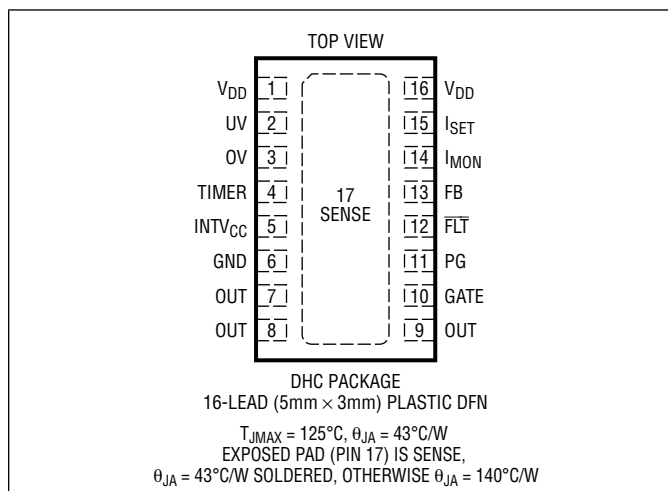 TOP VIEW
VDD 1 16 VDD
UV 2 15 ISET
OV 3 14 IMON
TIMER 4 13 FB
INTVCC 5 12 F̅L̅T̅
GND 6 11 PG
OUT 7 10 GATE
OUT 8 9 OUT
17
SENSE
DHC PACKAGE
16-LEAD (5mm × 3mm) PLASTIC DFN
TJMAX = 125°C, θJA = 43°C/W
EXPOSED PAD (PIN 17) IS SENSE,
θJA = 43°C/W SOLDERED, OTHERWISE θJA = 140°C/W